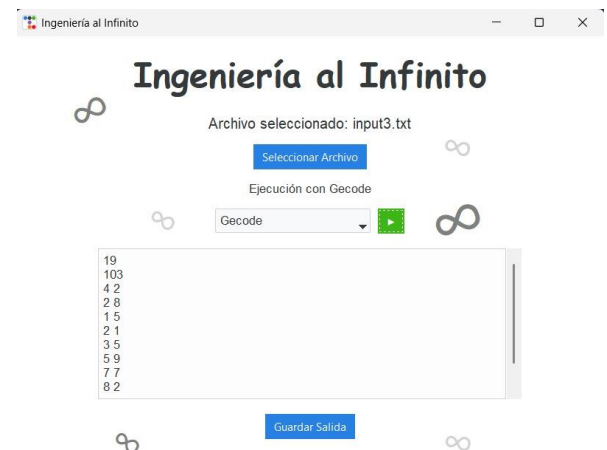 Ingeniería al Infinito
Ingeniería al Infinito
Archivo seleccionado: input3.txt
Seleccionar Archivo
Ejecución con Gecode
Gecode
19
103
4 2
2 8
1 5
2 1
3 5
5 9
7 7
8 2
Guardar Salida